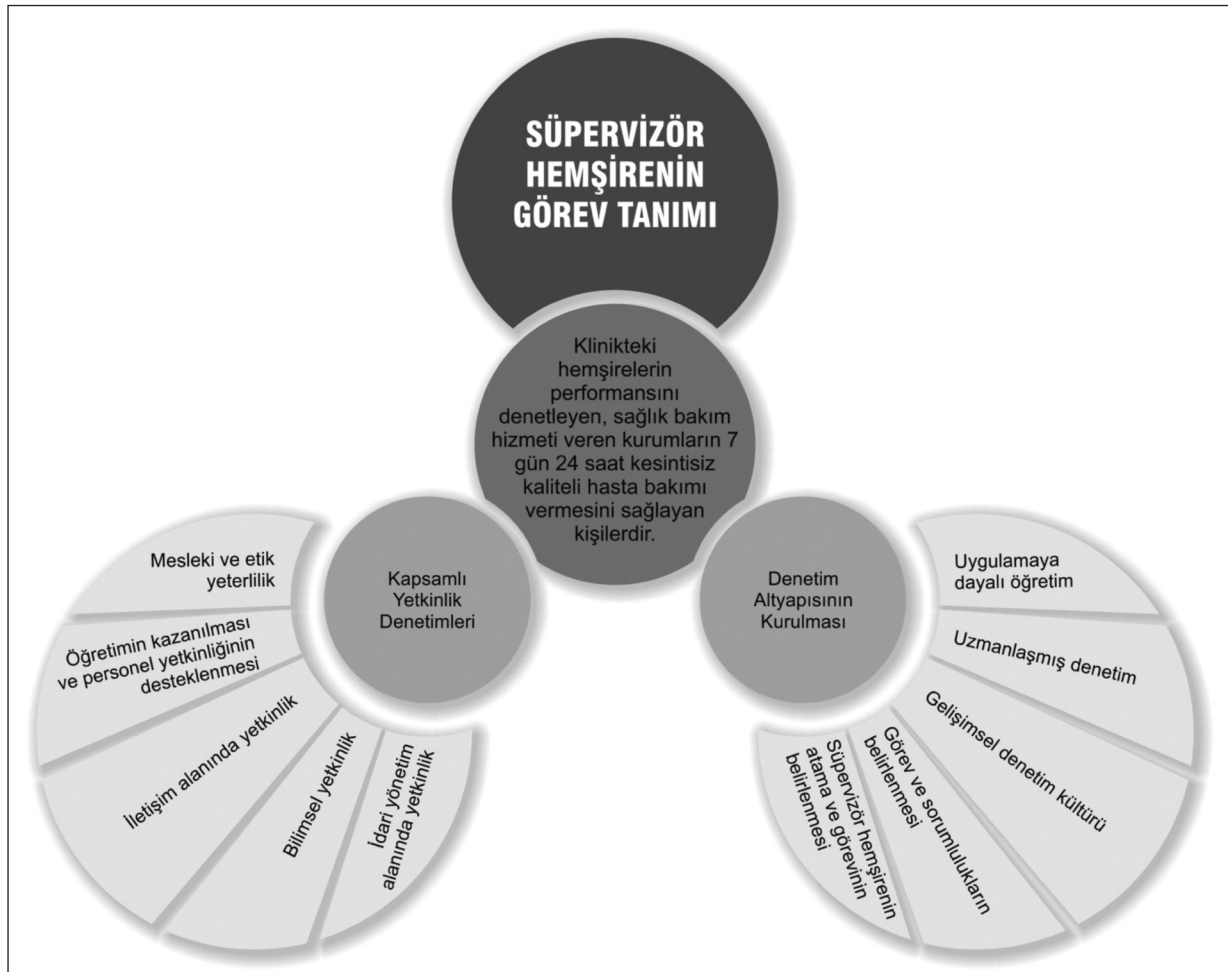 SÜPERVİZÖR
HEMŞİRENİN
GÖREV TANIMI
Klinikteki
hemşirelerin
performansını
denetleyen, sağlık bakım
hizmeti veren kurumların 7
gün 24 saat kesintisiz
kaliteli hasta bakımı
vermesini sağlayan
kişilerdir.
Kapsamlı
Yetkinlik
Denetimleri
Mesleki ve etik
yeterlilik
Öğretimin kazanılması
ve personel yetkinliğinin
desteklenmesi
İletişim alanında yetkinlik
Bilimsel yetkinlik
İdari yönetim
alanında yetkinlik
Denetim
Altyapısının
Kurulması
Uygulamaya
dayalı öğretim
Uzmanlaşmış denetim
Gelişimsel denetim kültürü
Görev ve sorumlulukların
belirlenmesi
Süpervizór hemşirenin
atama ve görevinin
belirlenmesi